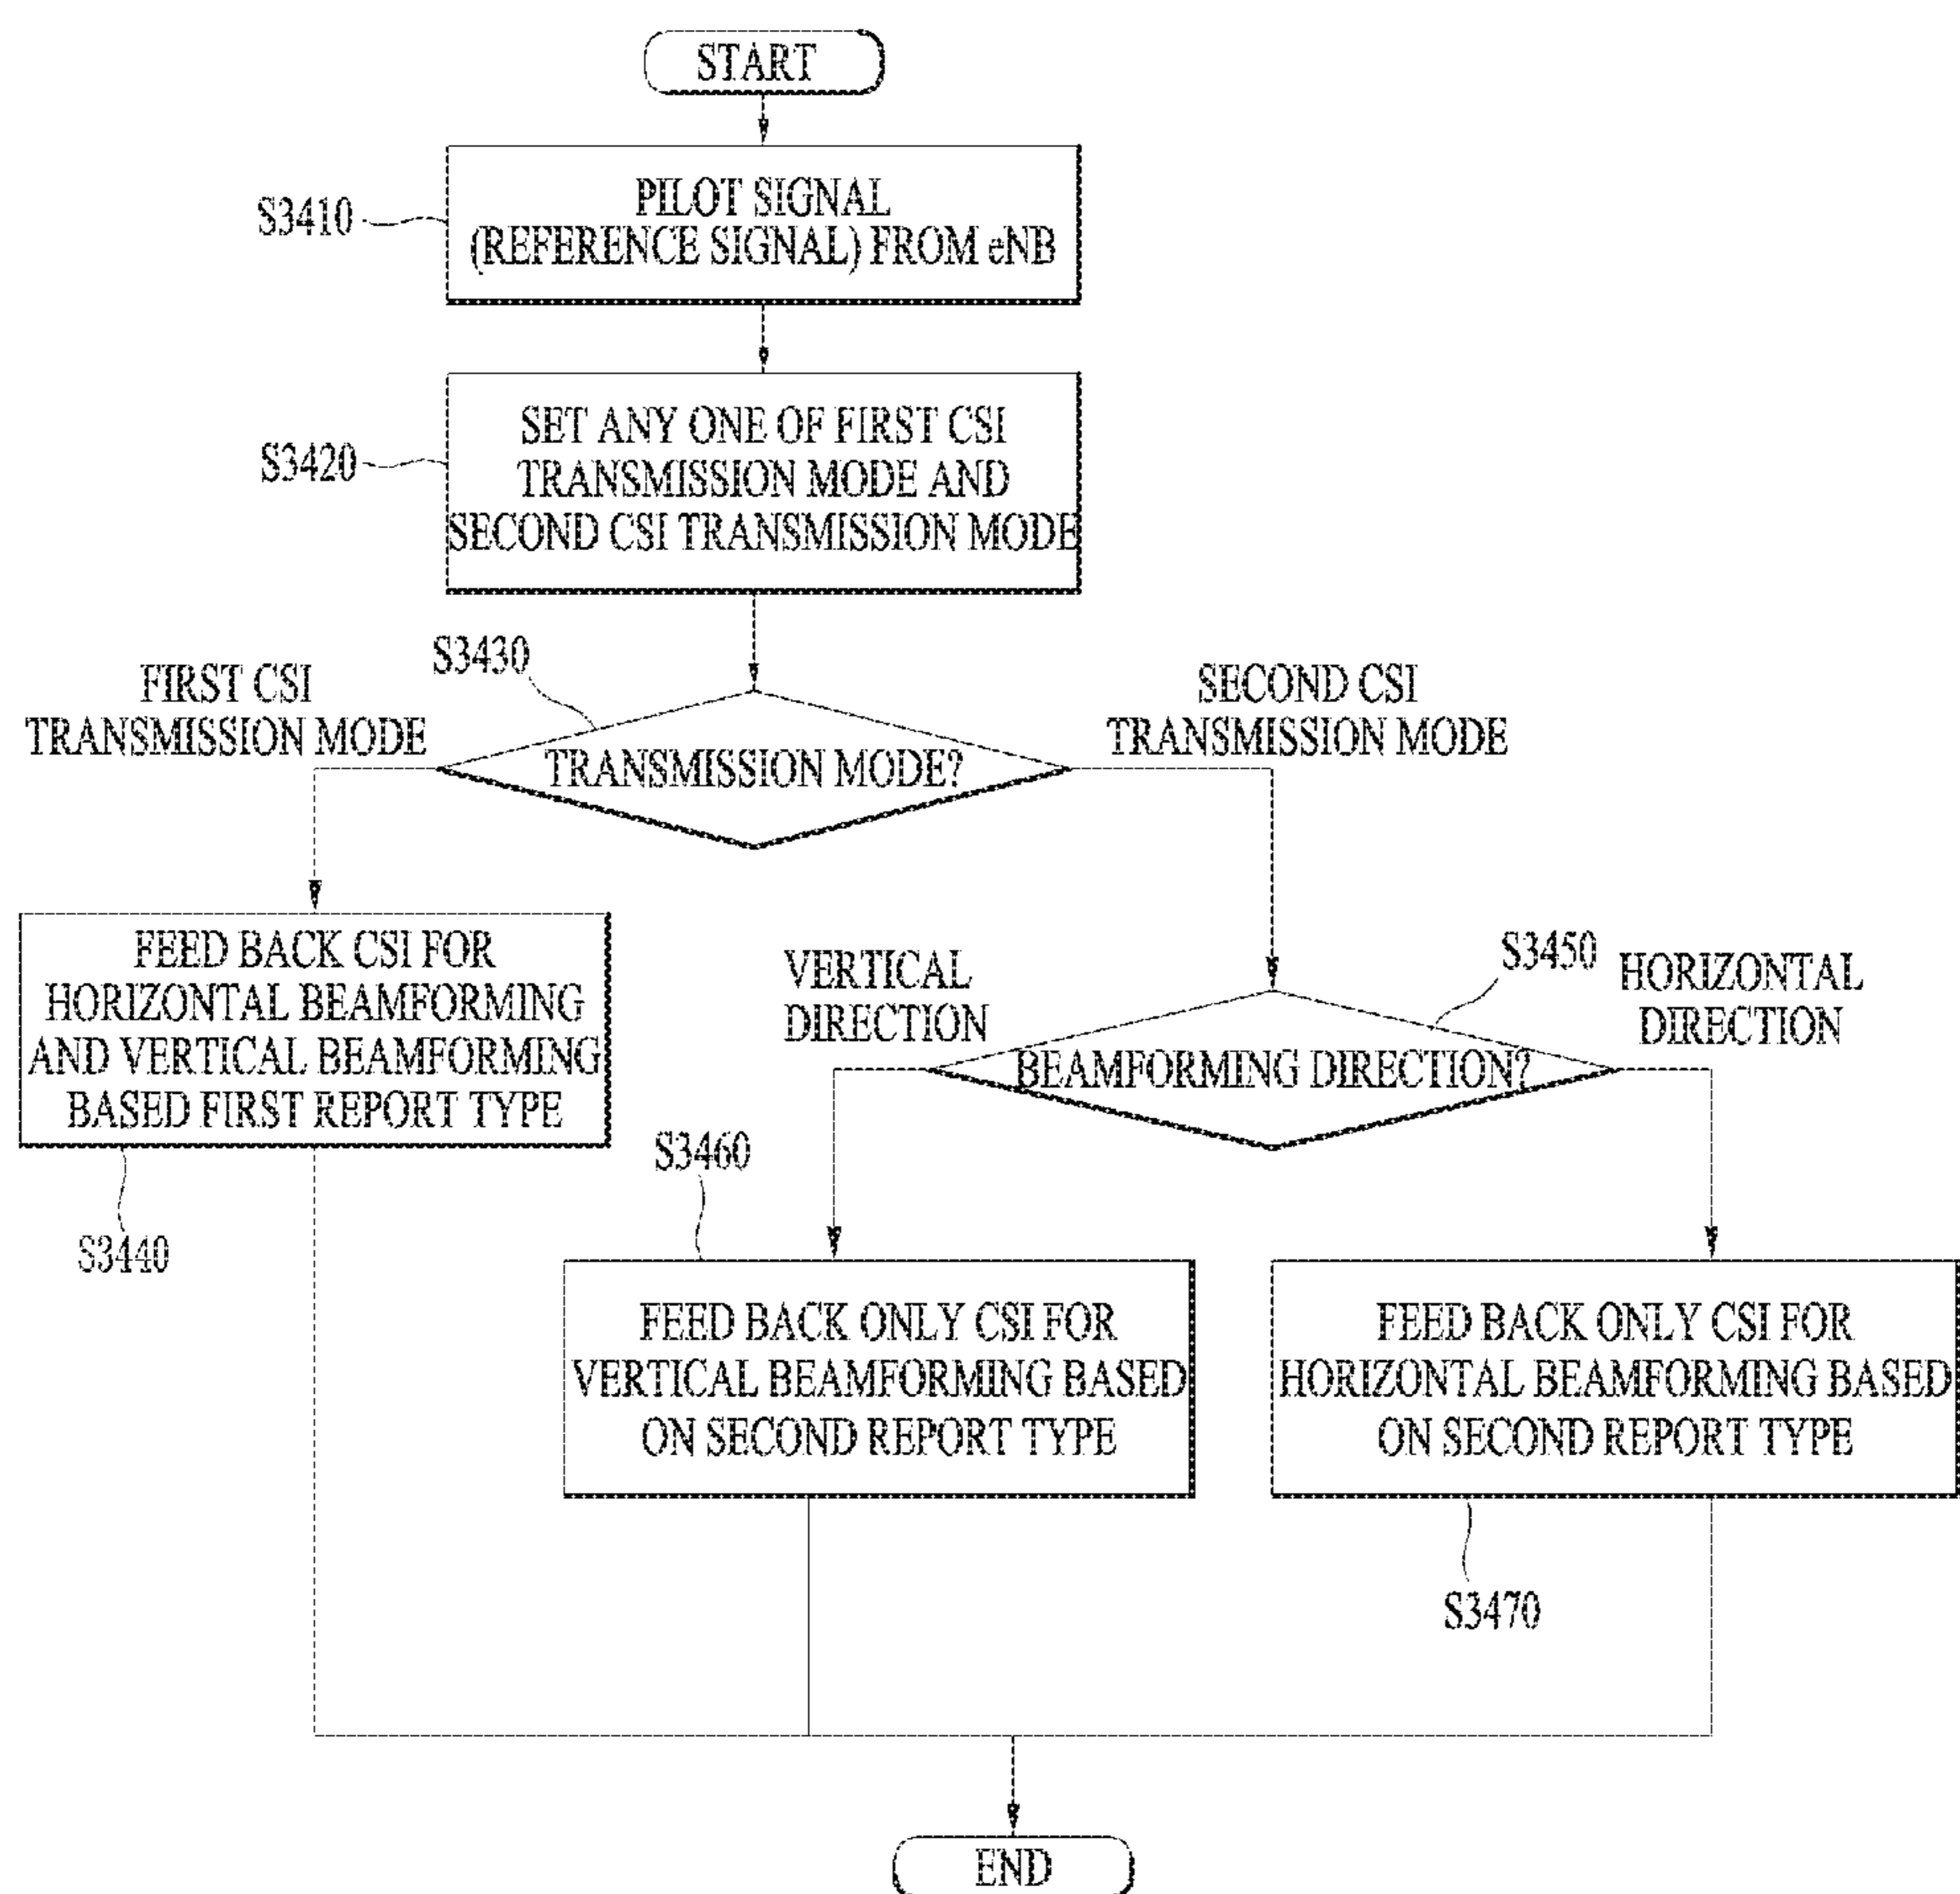 START
S3410
PILOT SIGNAL
(REFERENCE SIGNAL) FROM eNB
S3420
SET ANY ONE OF FIRST CSI
TRANSMISSION MODE AND
SECOND CSI TRANSMISSION MODE
S3430
FIRST CSI
TRANSMISSION MODE
TRANSMISSION MODE?
SECOND CSI
TRANSMISSION MODE
FEED BACK CSI FOR
HORIZONTAL BEAMFORMING
AND VERTICAL BEAMFORMING
BASED FIRST REPORT TYPE
S3440
VERTICAL
DIRECTION
S3450
BEAMFORMING DIRECTION?
HORIZONTAL
DIRECTION
S3460
FEED BACK ONLY CSI FOR
VERTICAL BEAMFORMING BASED
ON SECOND REPORT TYPE
FEED BACK ONLY CSI FOR
HORIZONTAL BEAMFORMING BASED
ON SECOND REPORT TYPE
S3470
END